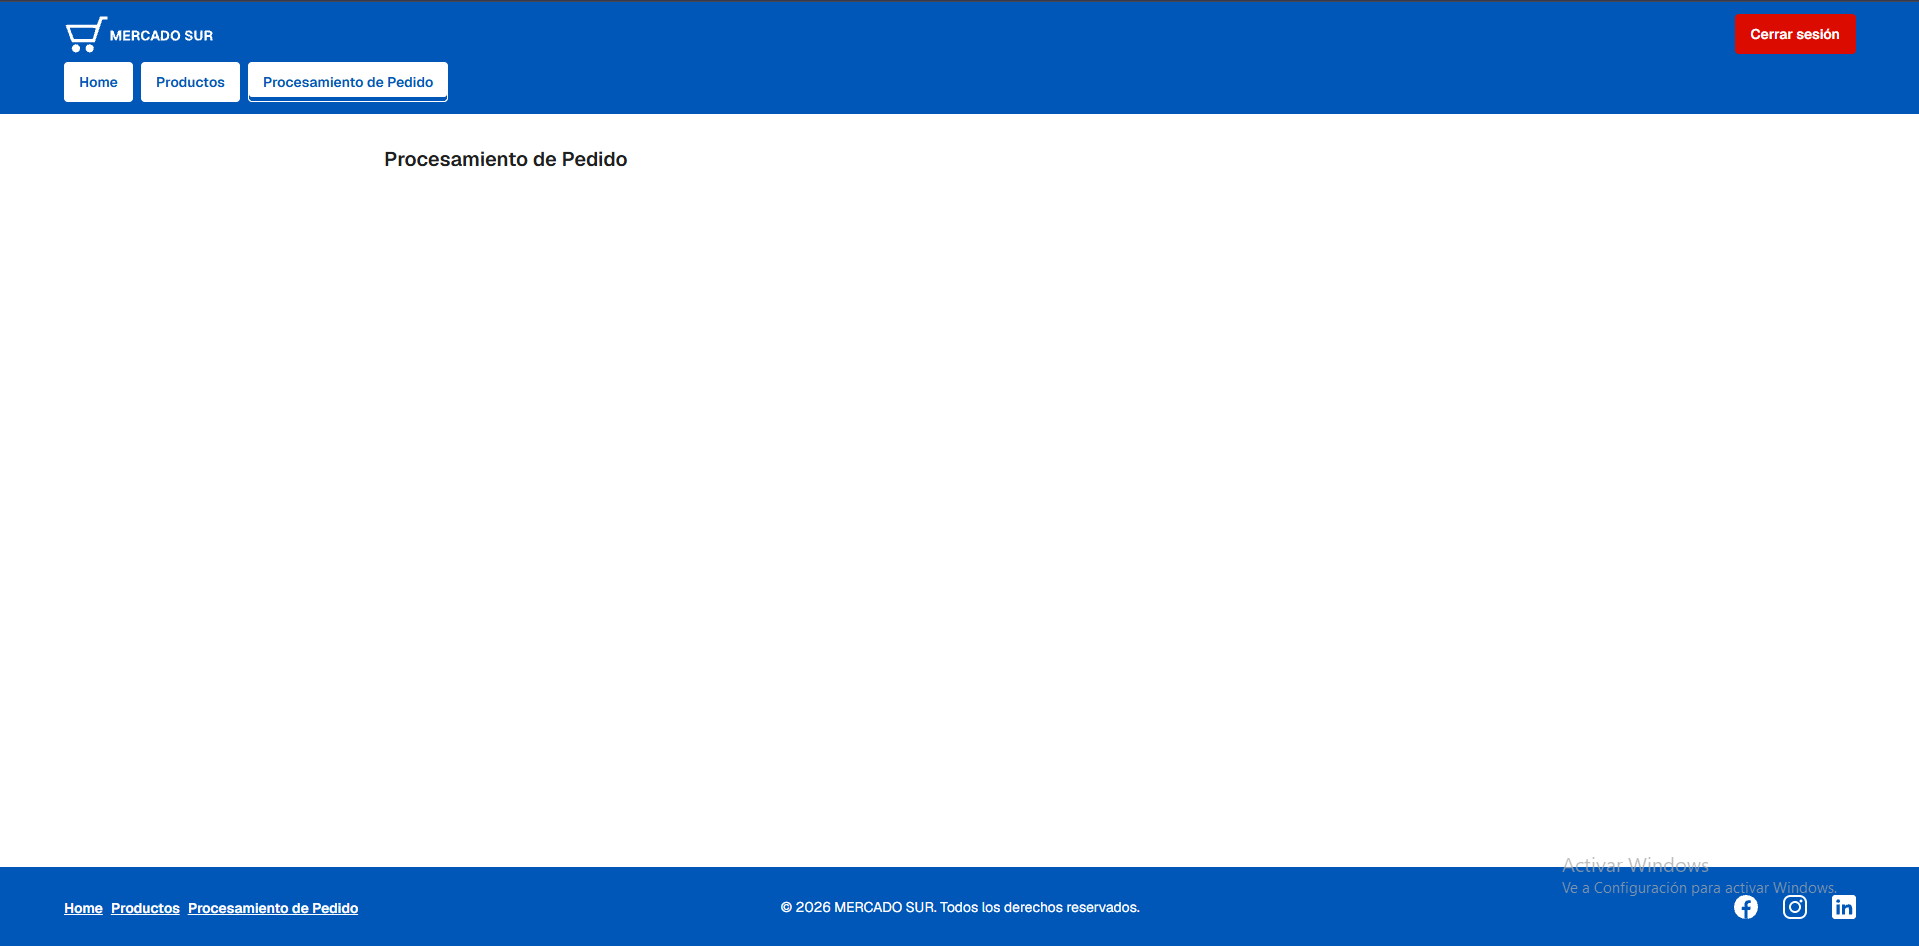 MERCADO SUR
Cerrar sesión
Home
Productos
Procesamiento de Pedido
Procesamiento de Pedido
Activar Windows
Ve a Configuración para activar Windows.
Home Productos Procesamiento de Pedido
© 2026 MERCADO SUR. Todos los derechos reservados.